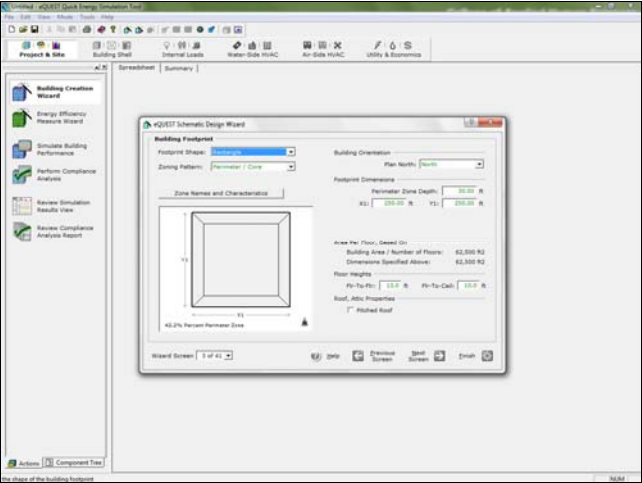 Untitled - eQUEST Quick Energy Simulation Tool
File Edit View Mode Tools Help
Project & Site Building Shell Internal Loads Water-Side HVAC Air-Side HVAC Utility & Economics
Spreadsheet Summary
Building Creation Wizard
Energy Efficiency Measure Wizard
Simulate Building Performance
Perform Compliance Analysis
Review Simulation Results View
Review Compliance Analysis Report
Actions Component Tree
eQUEST Schematic Design Wizard
Building Footprint
Footprint Shape: Rectangle
Zoning Pattern: Perimeter / Core
Zone Names and Characteristics
Y1
X1
Building Orientation
Plan North: North
Footprint Dimensions
Perimeter Zone Depth: 30.00 ft
X1: 250.00 ft Y1: 250.00 ft
Area Per Floor, Based On
Building Area / Number of Floors: 62,500 ft2
Dimensions Specified Above: 62,500 ft2
Floor Heights
Flr-To-Flr: ft Flr-To-Ceil: 10.0 ft
Roof, Attic Properties
Pitched Roof
Percent Perimeter Zone
Wizard Screen 3 of 41
Help Previous Screen Next Screen Finish
the shape of the building footprint
NUM